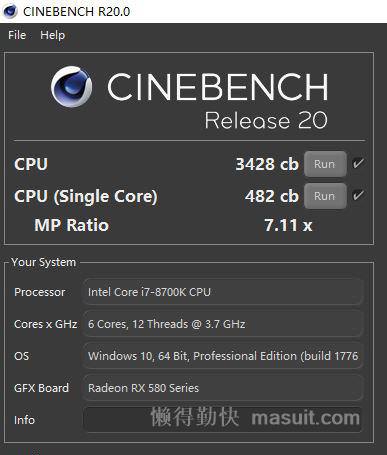 CINEBENCH R20.0
File Help
CINEBENCH
Release 20
CPU 3428 cb Run
CPU (Single Core) 482 cb Run
MP Ratio 7.11 x
Your System
Processor Intel Core i7-8700K CPU
Cores x GHz 6 Cores, 12 Threads @ 3.7 GHz
OS Windows 10, 64 Bit, Professional Edition (build 1776
GFX Board Radeon RX 580 Series
Info
懒得勤快 masuit.com